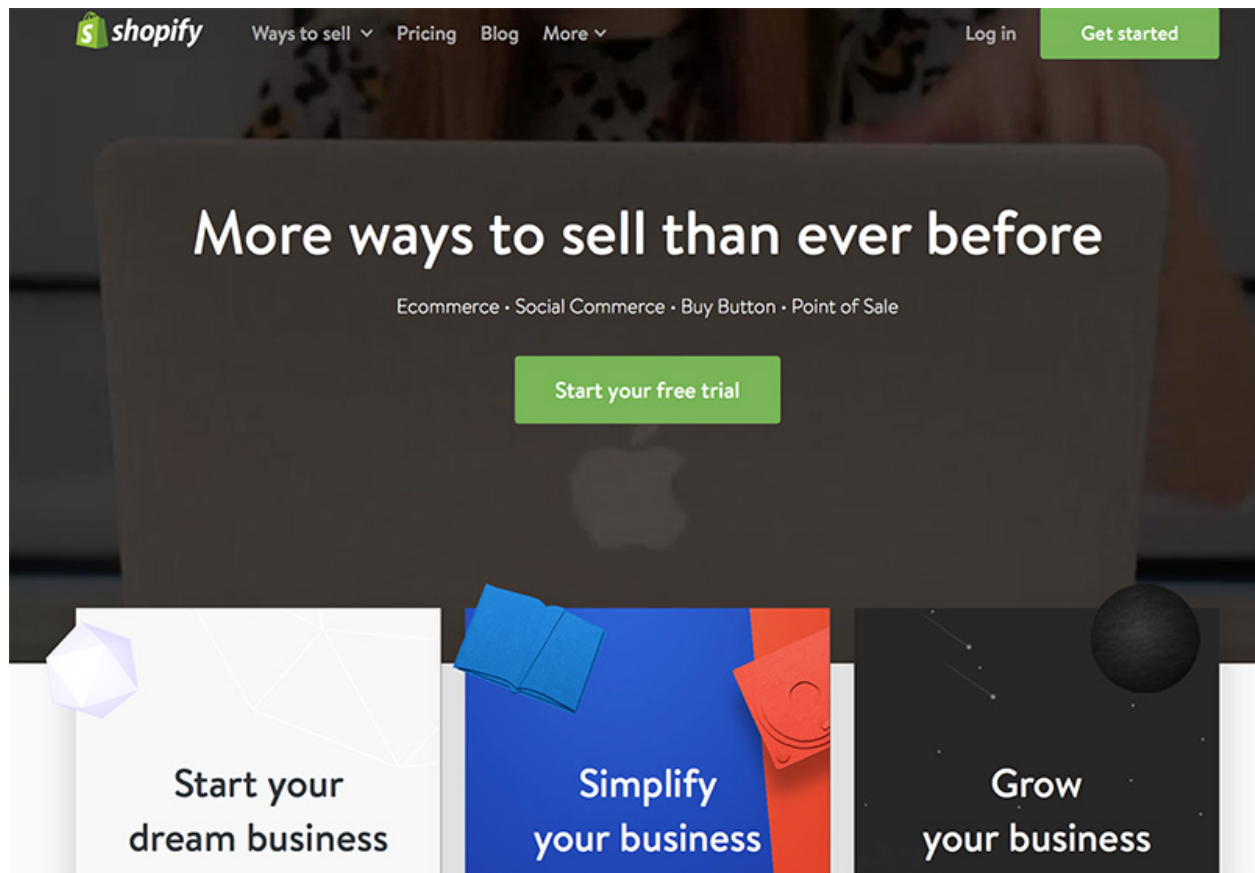 shopify Ways to sell Pricing Blog More Log in Get started
More ways to sell than ever before
Ecommerce • Social Commerce • Buy Button • Point of Sale
Start your free trial
Start your
dream business
Simplify
your business
Grow
your business